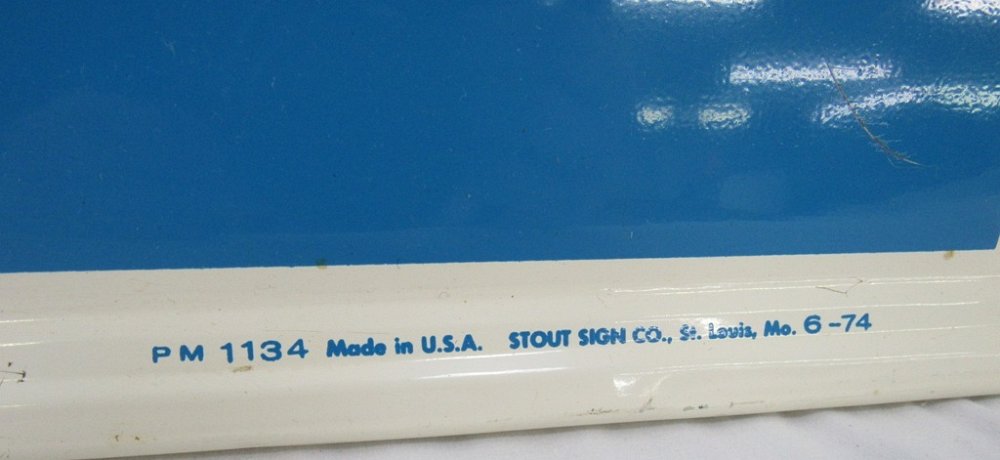 PM 1134 Made in U.S.A. STOUT SIGN CO., St. Louis, Mo. 6-74